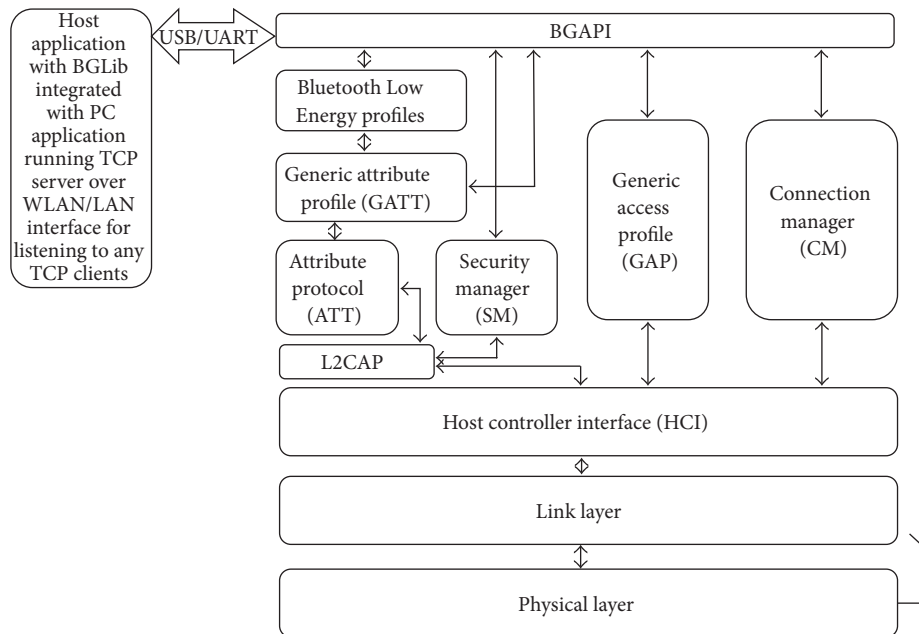 Host
application
with BGLib
integrated
with PC
application
running TCP
server over
WLAN/LAN
interface for
listening to any
TCP clients
USB/UART
BGAPI
Bluetooth Low
Energy profiles
Generic attribute
profile (GATT)
Attribute
protocol
(ATT)
Security
manager
(SM)
Generic
access
profile
(GAP)
Connection
manager
(CM)
L2CAP
Host controller interface (HCI)
Link layer
Physical layer